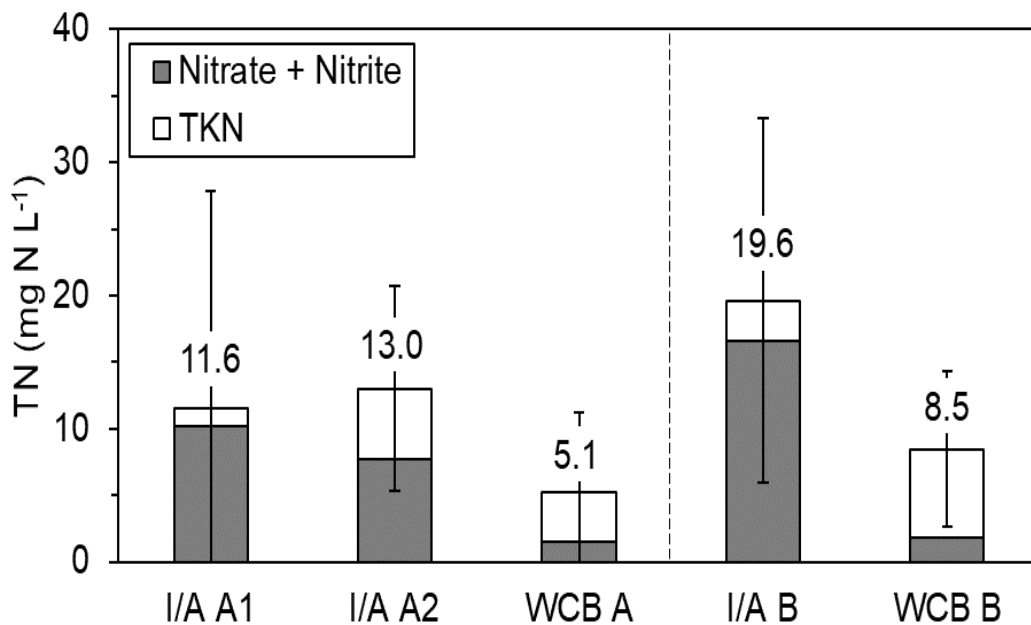 40
30
20
10
0
TN (mg N L⁻¹)
Nitrate + Nitrite
TKN
11.6
13.0
5.1
19.6
8.5
I/A A1
I/A A2
WCB A
I/A B
WCB B